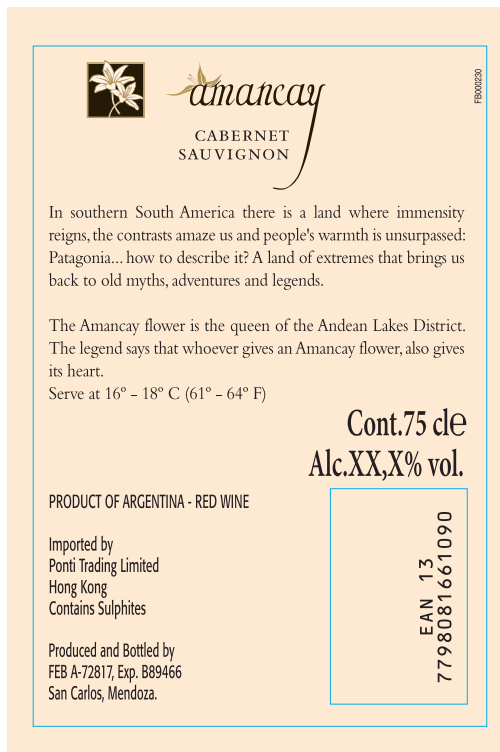 amancay
CABERNET
SAUVIGNON
FB000230
In southern South America there is a land where immensity
reigns, the contrasts amaze us and people's warmth is unsurpassed:
Patagonia... how to describe it? A land of extremes that brings us
back to old myths, adventures and legends.
The Amancay flower is the queen of the Andean Lakes District.
The legend says that whoever gives an Amancay flower, also gives
its heart.
Serve at 16º - 18º C (61º - 64º F)
Cont.75 cl℮
Alc.XX,X% vol.
PRODUCT OF ARGENTINA - RED WINE
Imported by
Ponti Trading Limited
Hong Kong
Contains Sulphites
Produced and Bottled by
FEB A-72817, Exp. B89466
San Carlos, Mendoza.
EAN 13
7798081661090